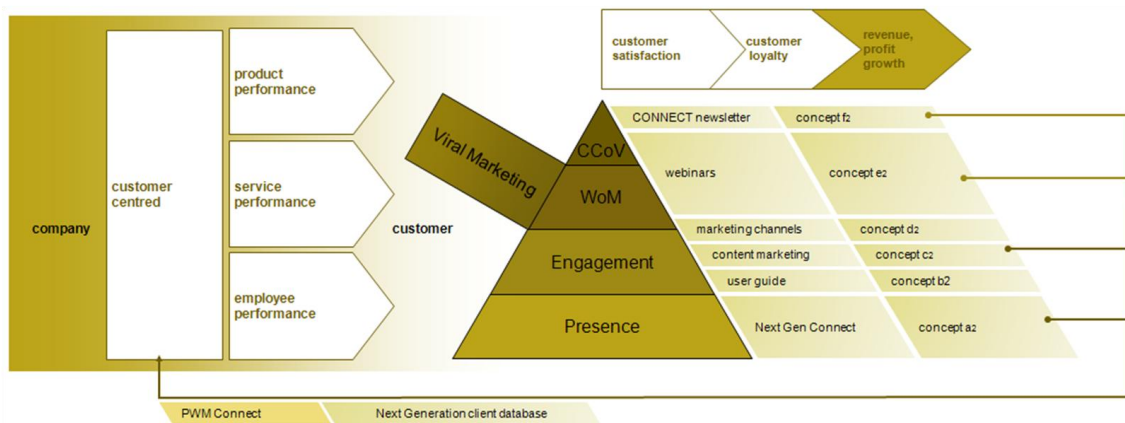 company
customer
centred
product
performance
service
performance
employee
performance
customer
customer
satisfaction
customer
loyalty
revenue,
profit
growth
Viral Marketing
CCoV
WoM
Engagement
Presence
CONNECT newsletter
concept f2
webinars
concept e2
marketing channels
concept d2
content marketing
concept c2
user guide
concept b2
Next Gen Connect
concept a2
PWM Connect
Next Generation client database